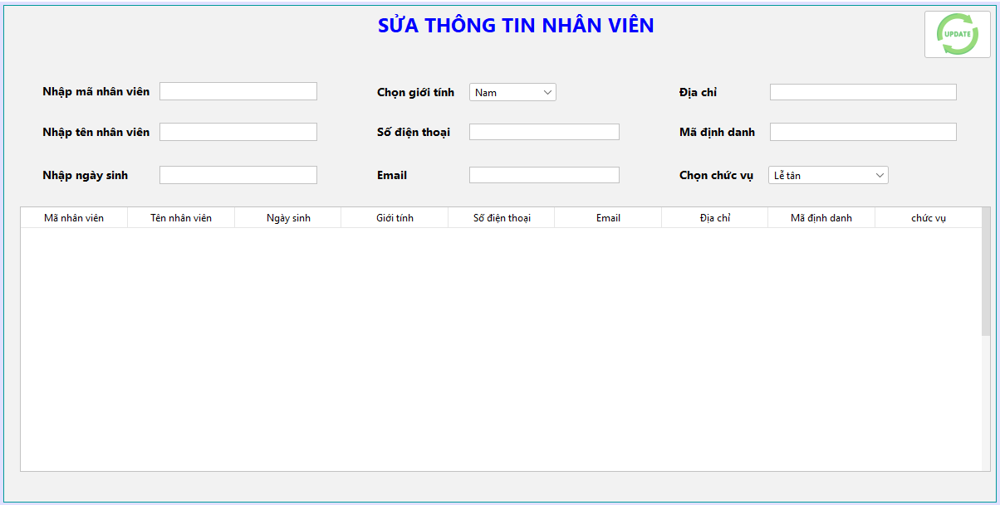 SỬA THÔNG TIN NHÂN VIÊN
UPDATE
Nhập mã nhân viên
Chọn giới tính
Nam
Địa chỉ
Nhập tên nhân viên
Số điện thoại
Mã định danh
Nhập ngày sinh
Email
Chọn chức vụ
Lễ tân
Mã nhân viên Tên nhân viên Ngày sinh Giới tính Số điện thoại Email Địa chỉ Mã định danh chức vụ